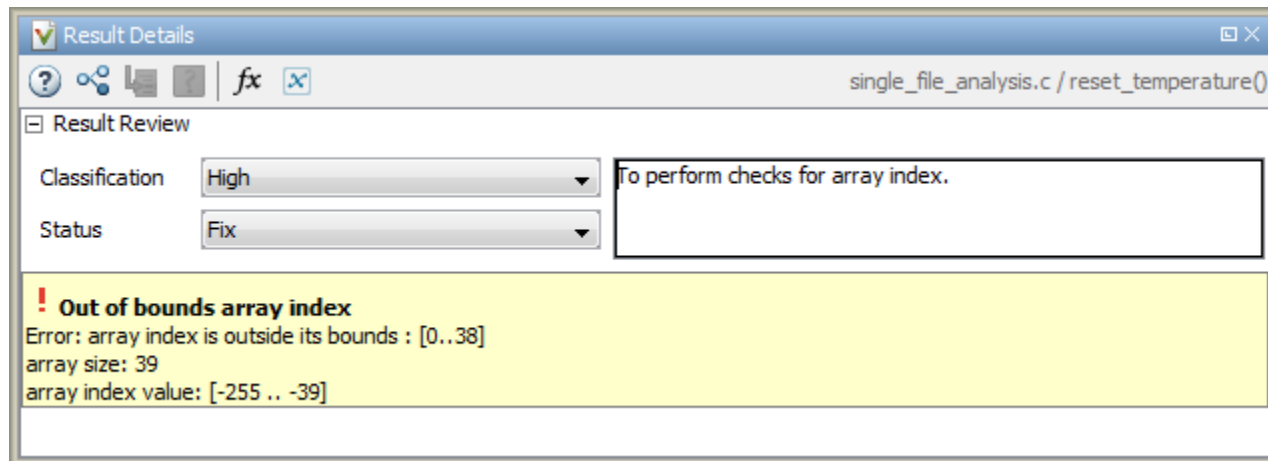 Result Details
fx x single_file_analysis.c / reset_temperature()
Result Review
Classification High To perform checks for array index.
Status Fix
! Out of bounds array index
Error: array index is outside its bounds : [0..38]
array size: 39
array index value: [-255 .. -39]